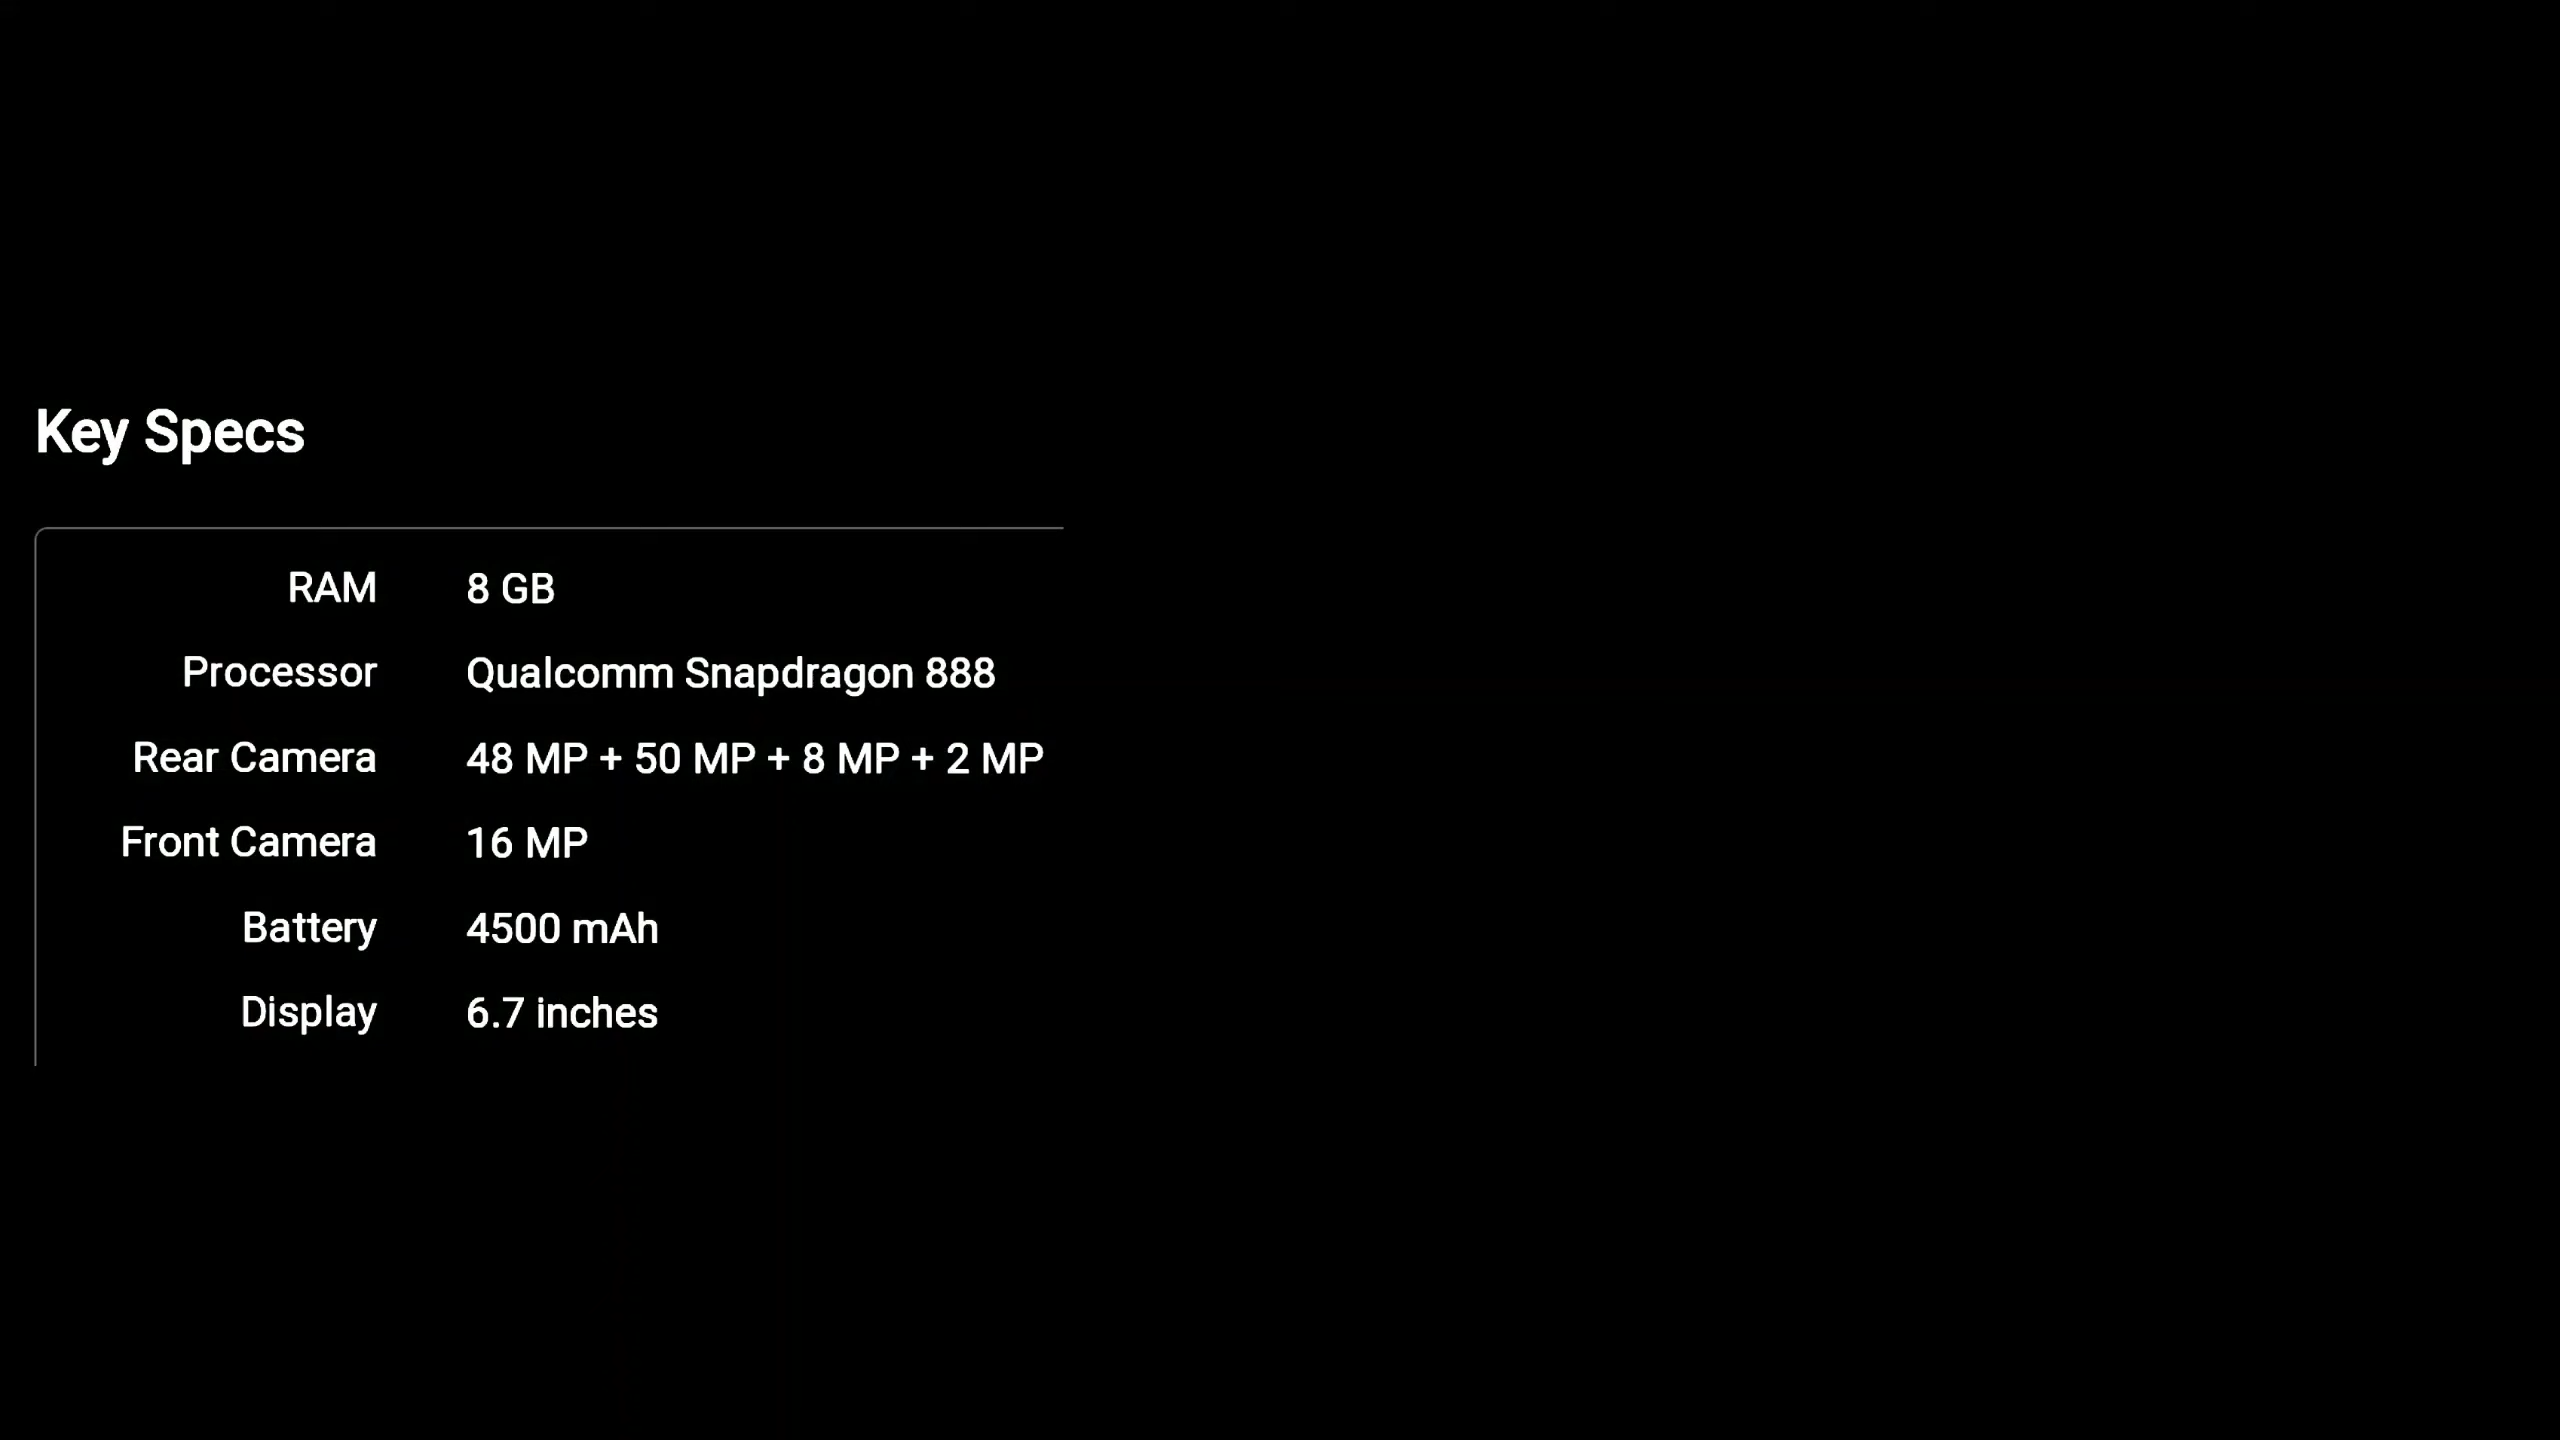 Key Specs
RAM 8 GB
Processor Qualcomm Snapdragon 888
Rear Camera 48 MP + 50 MP + 8 MP + 2 MP
Front Camera 16 MP
Battery 4500 mAh
Display 6.7 inches